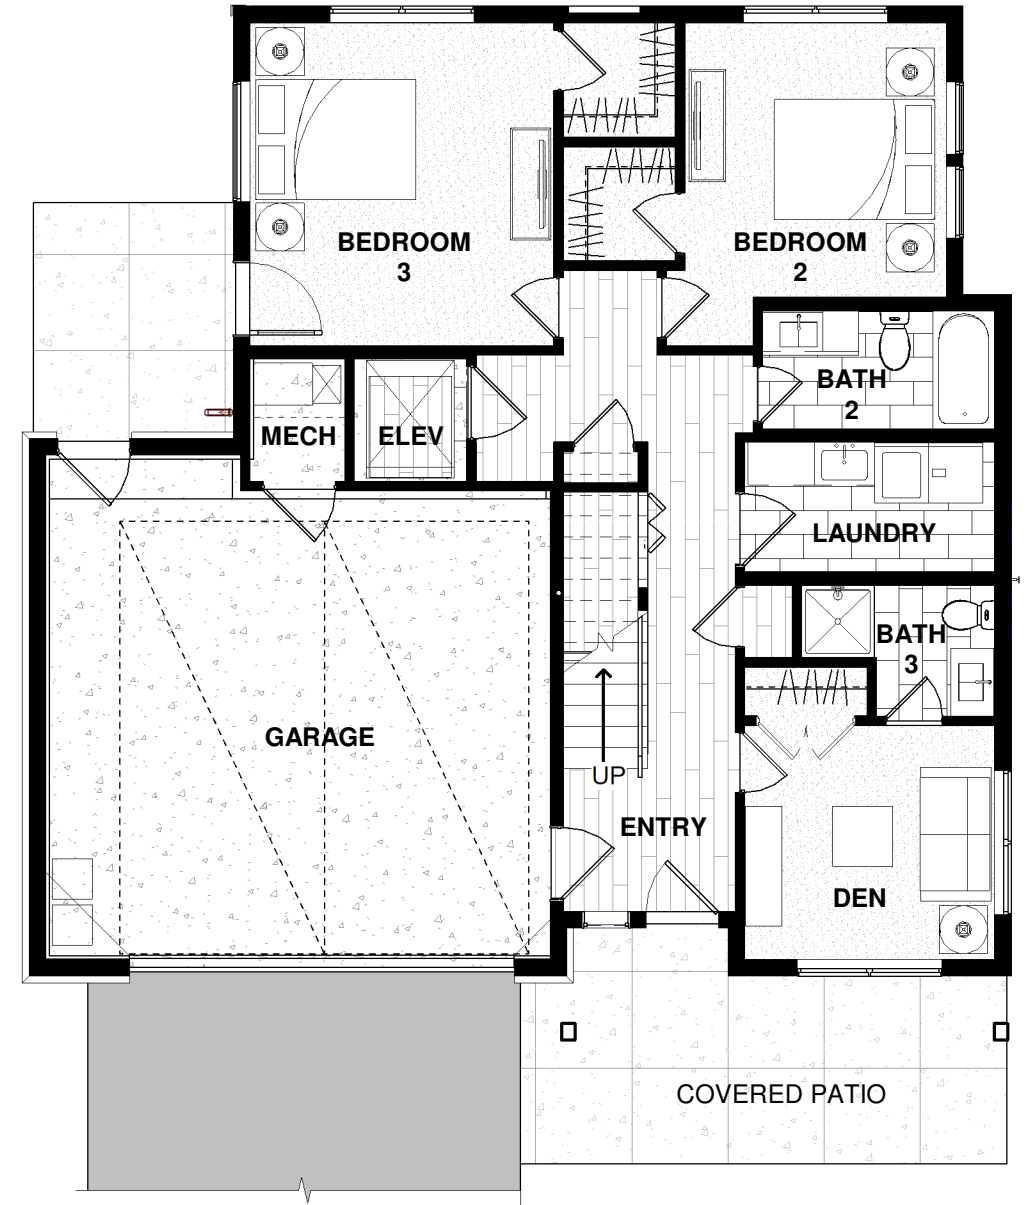 BEDROOM
3
BEDROOM
2
MECH
ELEV
BATH
2
LAUNDRY
BATH
3
GARAGE
UP
ENTRY
DEN
COVERED PATIO